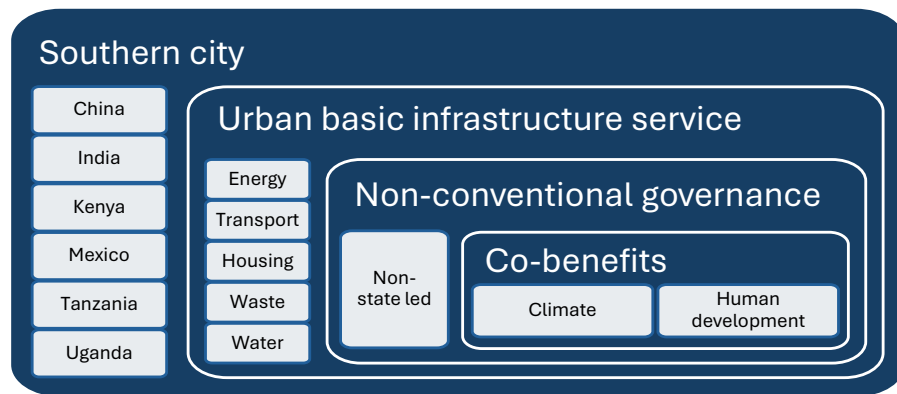 Southern city
China
India
Kenya
Mexico
Tanzania
Uganda
Urban basic infrastructure service
Energy
Transport
Housing
Waste
Water
Non-conventional governance
Non-
state led
Co-benefits
Climate
Human
development